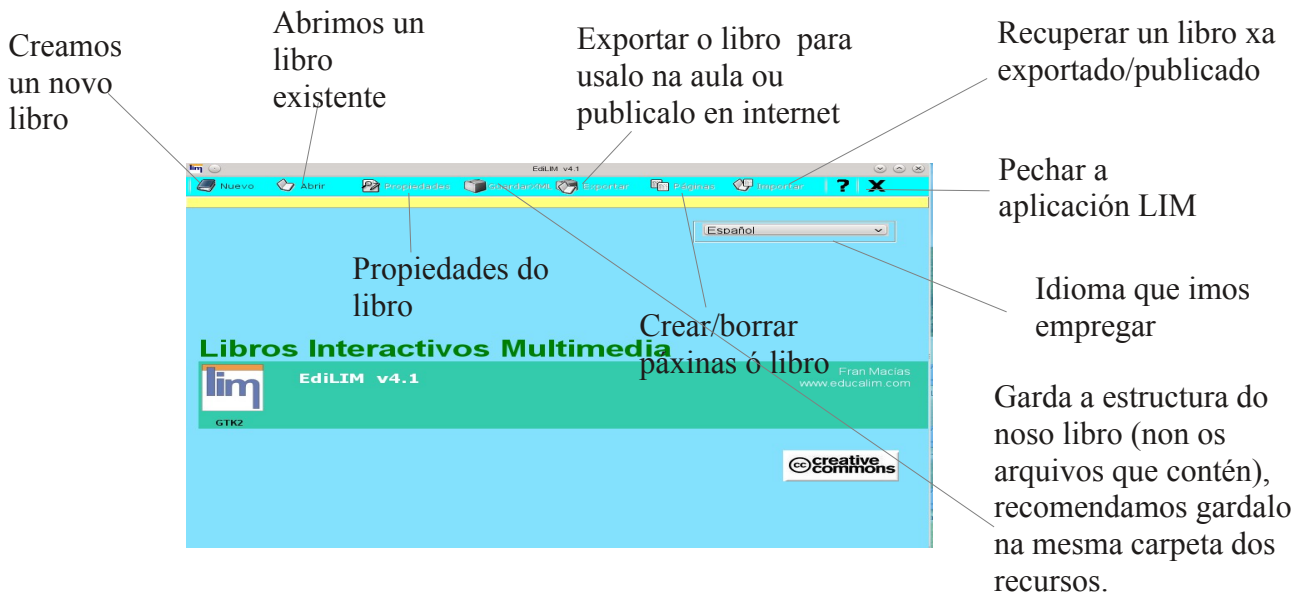 Creamos
un novo
libro
Abrimos un
libro
existente
Exportar o libro para
usalo na aula ou
publicalo en internet
Recuperar un libro xa
exportado/publicado
Pechar a
aplicación LIM
Idioma que imos
empregar
Garda a estructura do
noso libro (non os
arquivos que contén),
recomendamos gardalo
na mesma carpeta dos
recursos.
lim EdiLIM v4.1
Nuevo Abrir Propiedades GuardarXML Exportar Páginas Importar ? X
Español
Propiedades do
libro
Crear/borrar
páxinas ó libro
Libros Interactivos Multimedia
lim
EdiLIM v4.1
Fran Macías
www.educalim.com
GTK2
cc creative
commons